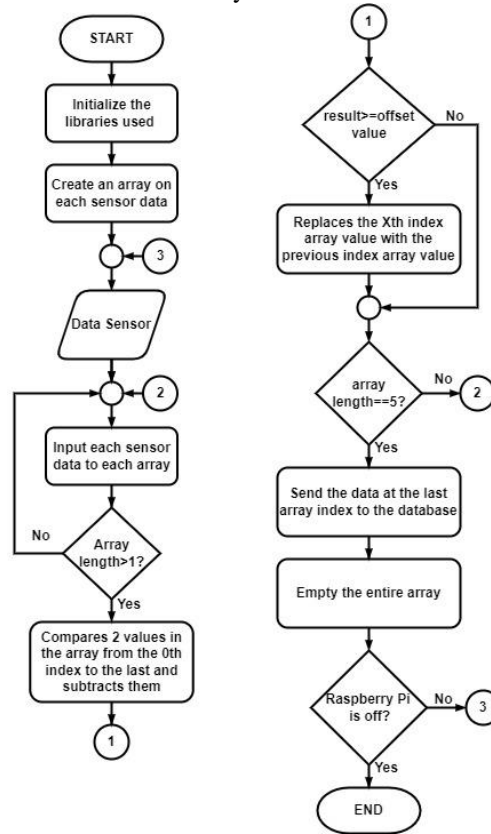 START
Initialize the
libraries used
Create an array on
each sensor data
3
Data Sensor
2
Input each sensor
data to each array
No
Array
length>1?
Yes
Compares 2 values in
the array from the 0th
index to the last and
subtracts them
1
1
result>=offset
value
No
Yes
Replaces the Xth index
array value with the
previous index array value
array
length==5?
No
2
Yes
Send the data at the last
array index to the database
Empty the entire array
Raspberry Pi
is off?
No
3
Yes
END